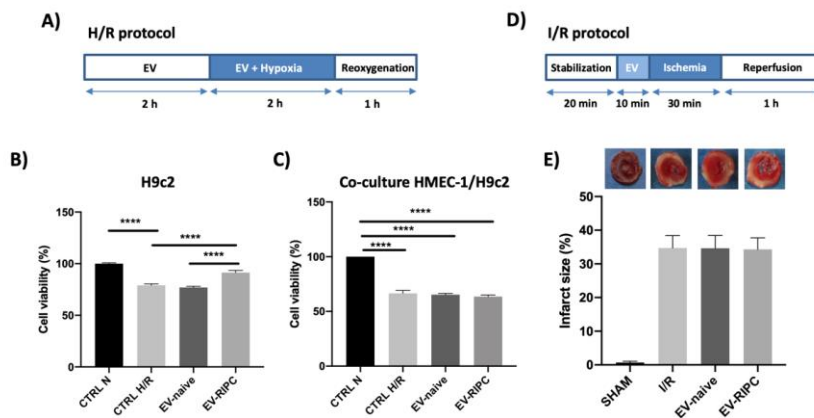 A)
H/R protocol
EV
EV + Hypoxia
Reoxygenation
2 h
2 h
1 h
D)
I/R protocol
Stabilization
EV
Ischemia
Reperfusion
20 min
10 min
30 min
1 h
B)
H9c2
Cell viability (%)
150
100
50
0
****
****
****
CTRL N
CTRL H/R
EV-naive
EV-RIPC
C)
Co-culture HMEC-1/H9c2
Cell viability (%)
150
100
50
0
****
****
****
CTRL N
CTRL H/R
EV-naive
EV-RIPC
E)
Infarct size (%)
50
40
30
20
10
0
SHAM
I/R
EV-naive
EV-RIPC